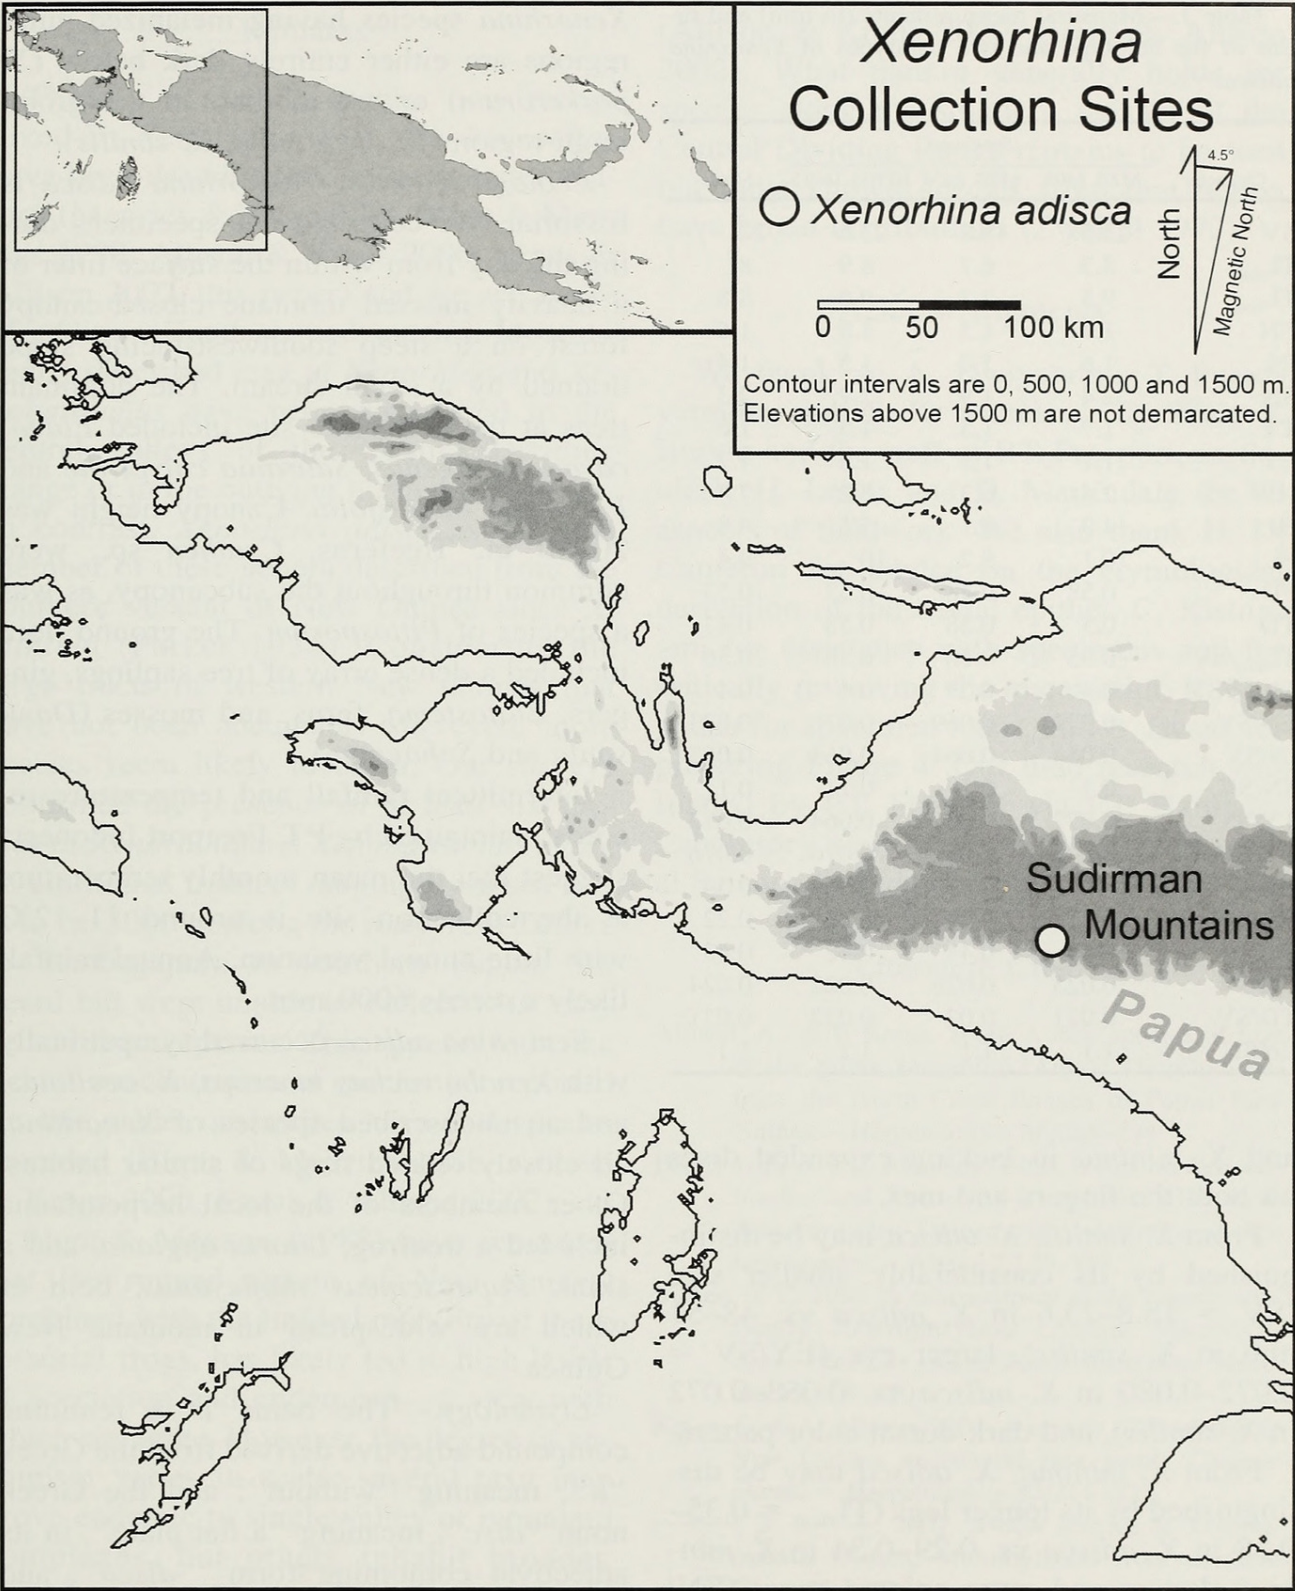 Xenorhina
Collection Sites
4.5°
Xenorhina adisca
North
Magnetic North
0 50 100 km
Contour intervals are 0, 500, 1000 and 1500 m.
Elevations above 1500 m are not demarcated.
Sudirman
Mountains
Papua